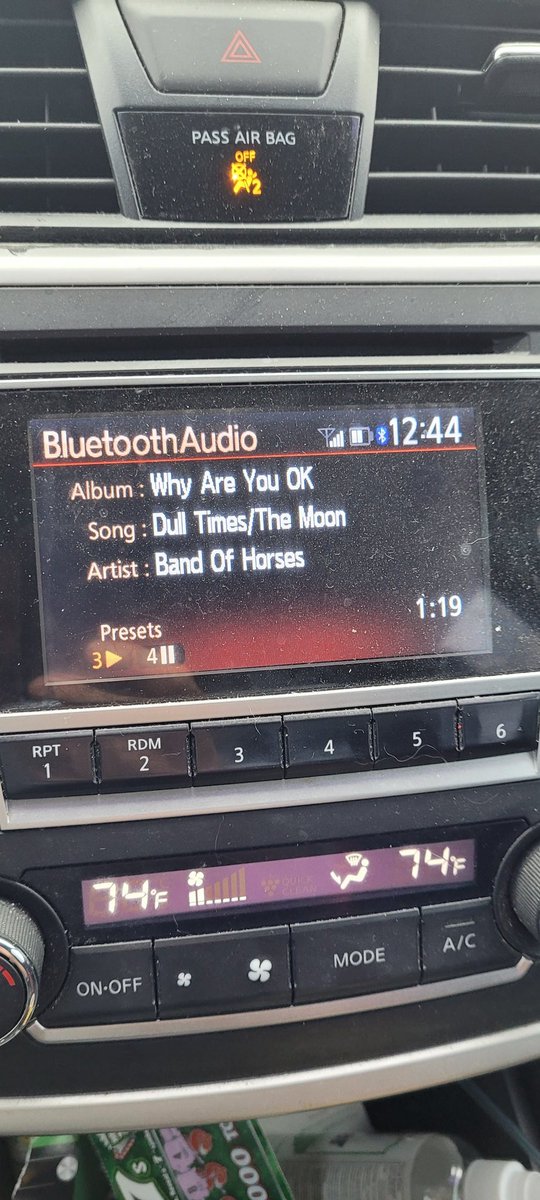 PASS AIR BAG
OFF
2
BluetoothAudio 12:44
Album : Why Are You OK
Song : Dull Times/The Moon
Artist : Band Of Horses
1:19
Presets
3 4
RPT 1
RDM 2
3
4
5
6
74°F
QUICK CLEAN
74°F
ON•OFF
MODE
A/C
000
$